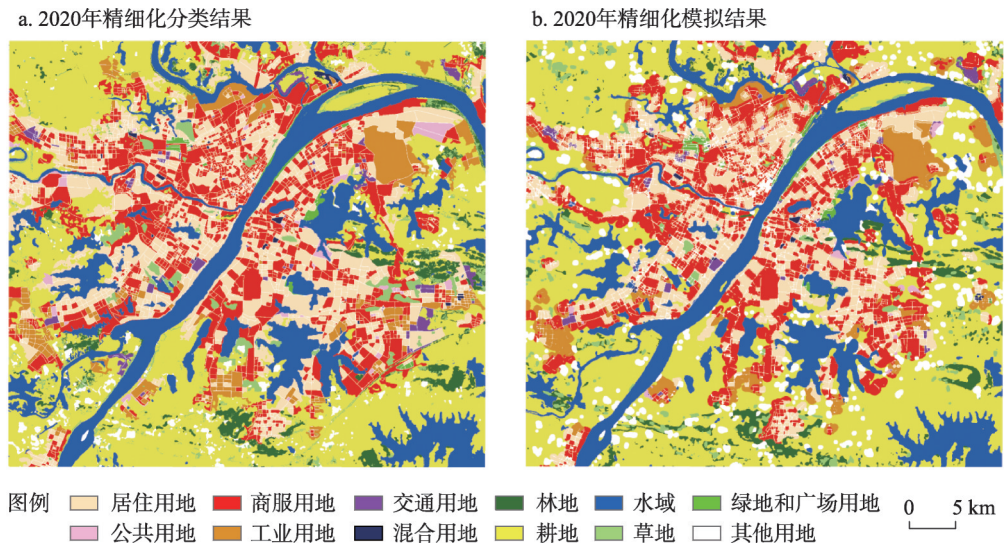 a. 2020年精细化分类结果
b. 2020年精细化模拟结果
图例 居住用地 商服用地 交通用地 林地 水域 绿地和广场用地
公共用地 工业用地 混合用地 耕地 草地 其他用地
0 5 km